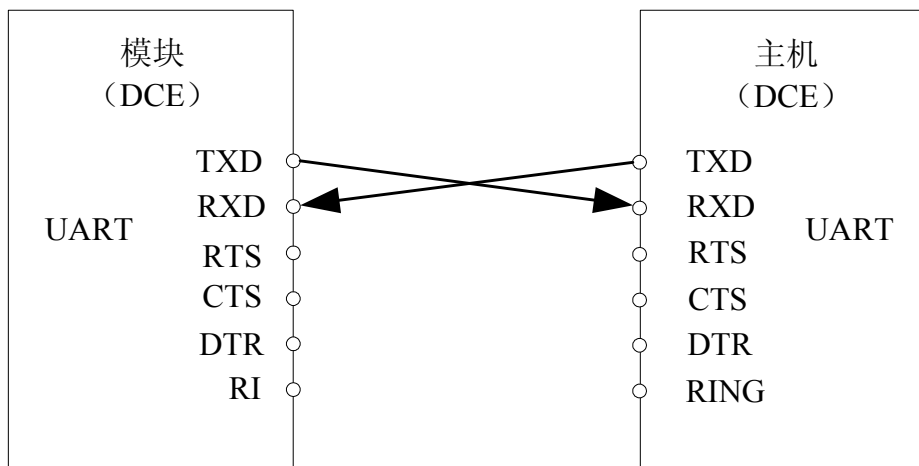 模块
（DCE）
TXD
RXD
UART
RTS
CTS
DTR
RI
主机
（DCE）
TXD
RXD
UART
RTS
CTS
DTR
RING